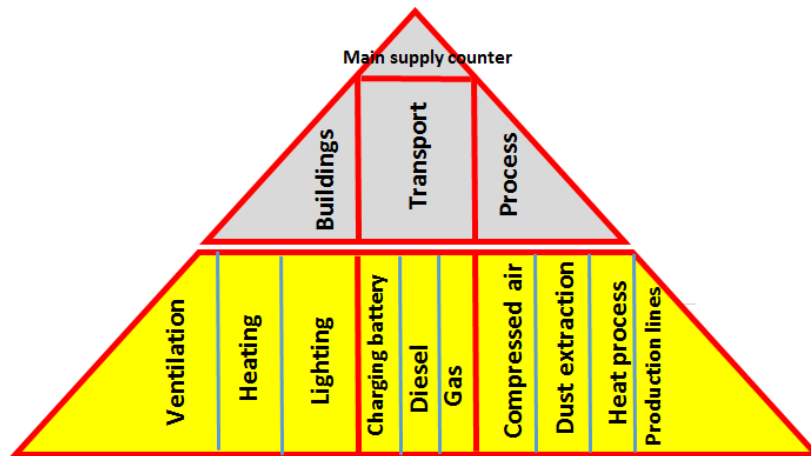 Main supply counter
Buildings
Transport
Process
Ventilation
Heating
Lighting
Charging battery
Diesel
Gas
Compressed air
Dust extraction
Heat process
Production lines